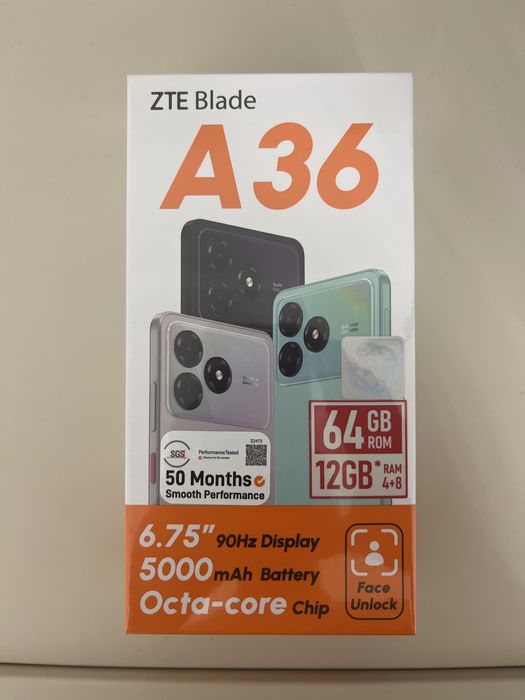 ZTE Blade
A36
64 GB ROM
12GB* RAM 4+8
SGS
Performance Tested
23472
50 Months
Smooth Performance
6.75" 90Hz Display
5000mAh Battery
Octa-core Chip
Face
Unlock